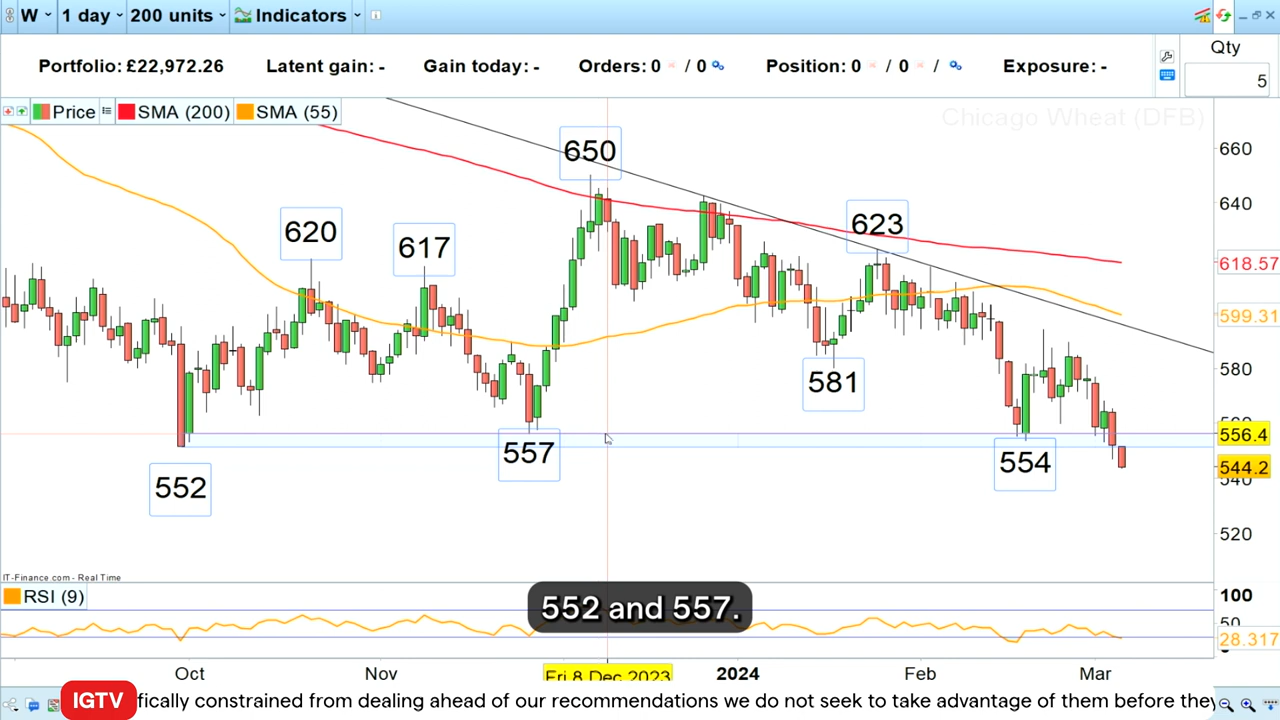 W 1 day 200 units Indicators
Portfolio: £22,972.26 Latent gain: - Gain today: - Orders: 0 / 0 Position: 0 / 0 / Exposure: - Qty
5
Price SMA (200) SMA (55)
Chicago Wheat (DFB)
660
650
640
623
620
617
618.57
599.31
580
581
556.4
557
554
544.2
540
552
520
IT-Finance.com - Real Time
RSI (9)
100
552 and 557.
50
28.317
Oct Nov Fri 8 Dec 2023 2024 Feb Mar
IGTV fically constrained from dealing ahead of our recommendations we do not seek to take advantage of them before they